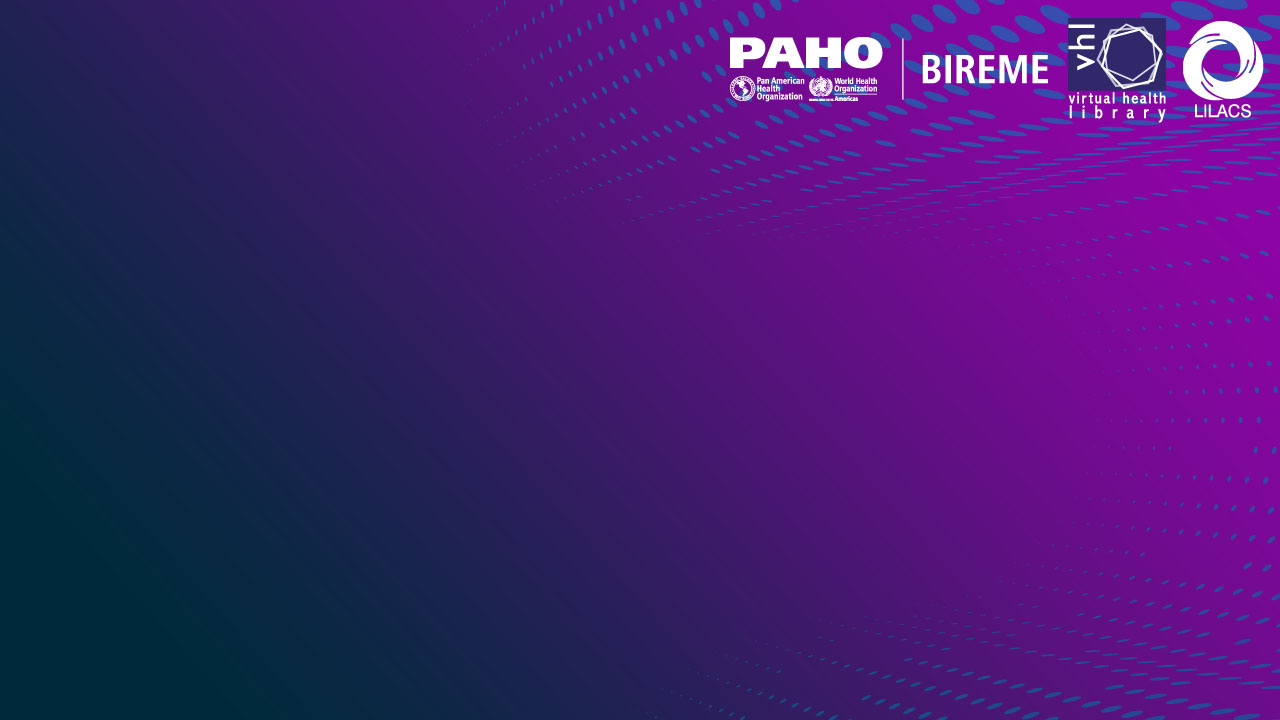 PAHO
Pan American
Health
Organization
World Health
Organization
Americas
BIREME
vhl
virtual health
library
LILACS